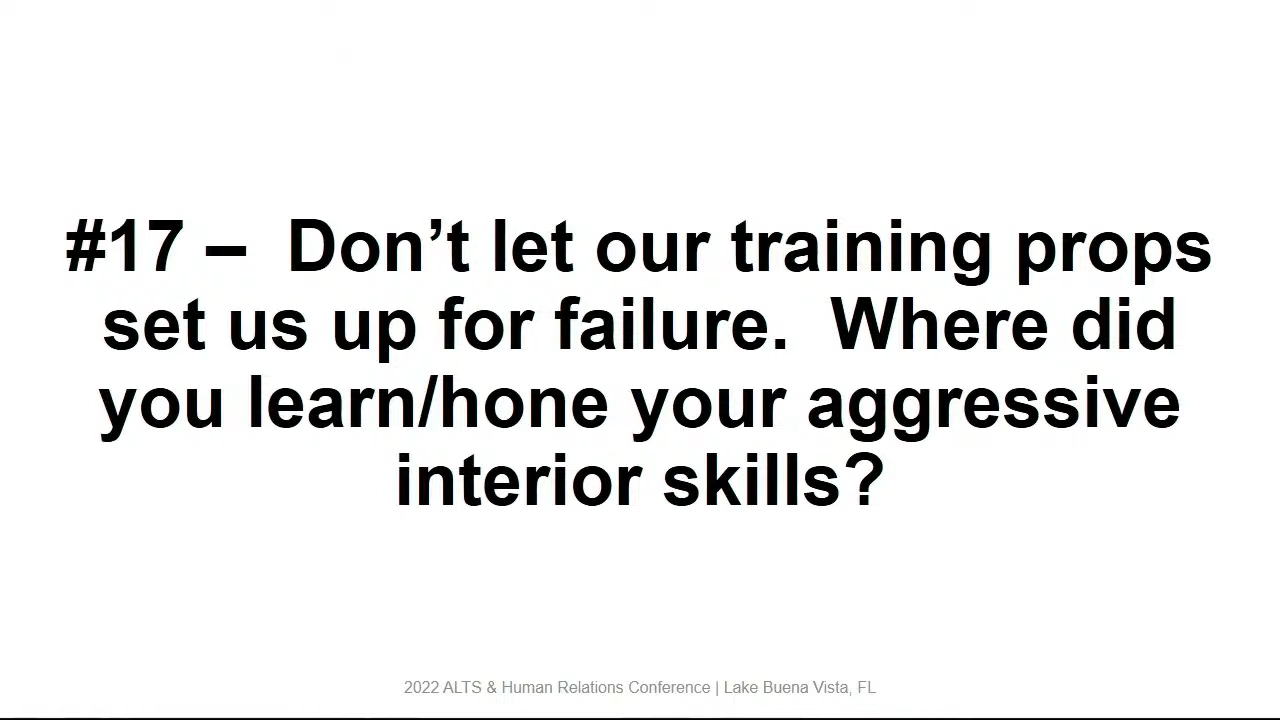 #17 –  Don’t let our training props
set us up for failure.  Where did
you learn/hone your aggressive
interior skills?
2022 ALTS & Human Relations Conference | Lake Buena Vista, FL